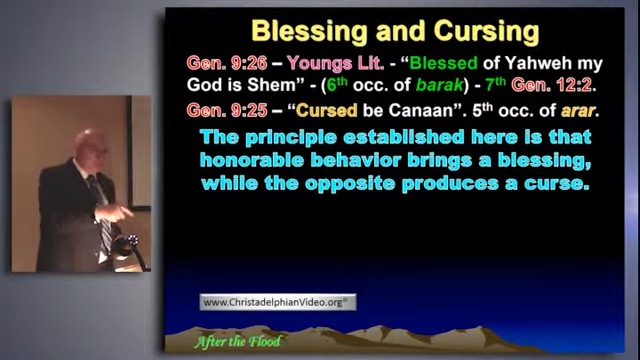 Blessing and Cursing
Gen. 9:26 – Youngs Lit. - “Blessed of Yahweh my
God is Shem” - (6th occ. of barak) - 7th Gen. 12:2.
Gen. 9:25 – “Cursed be Canaan”. 5th occ. of arar.
The principle established here is that
honorable behavior brings a blessing,
while the opposite produces a curse.
www.ChristadelphianVideo.org
After the Flood